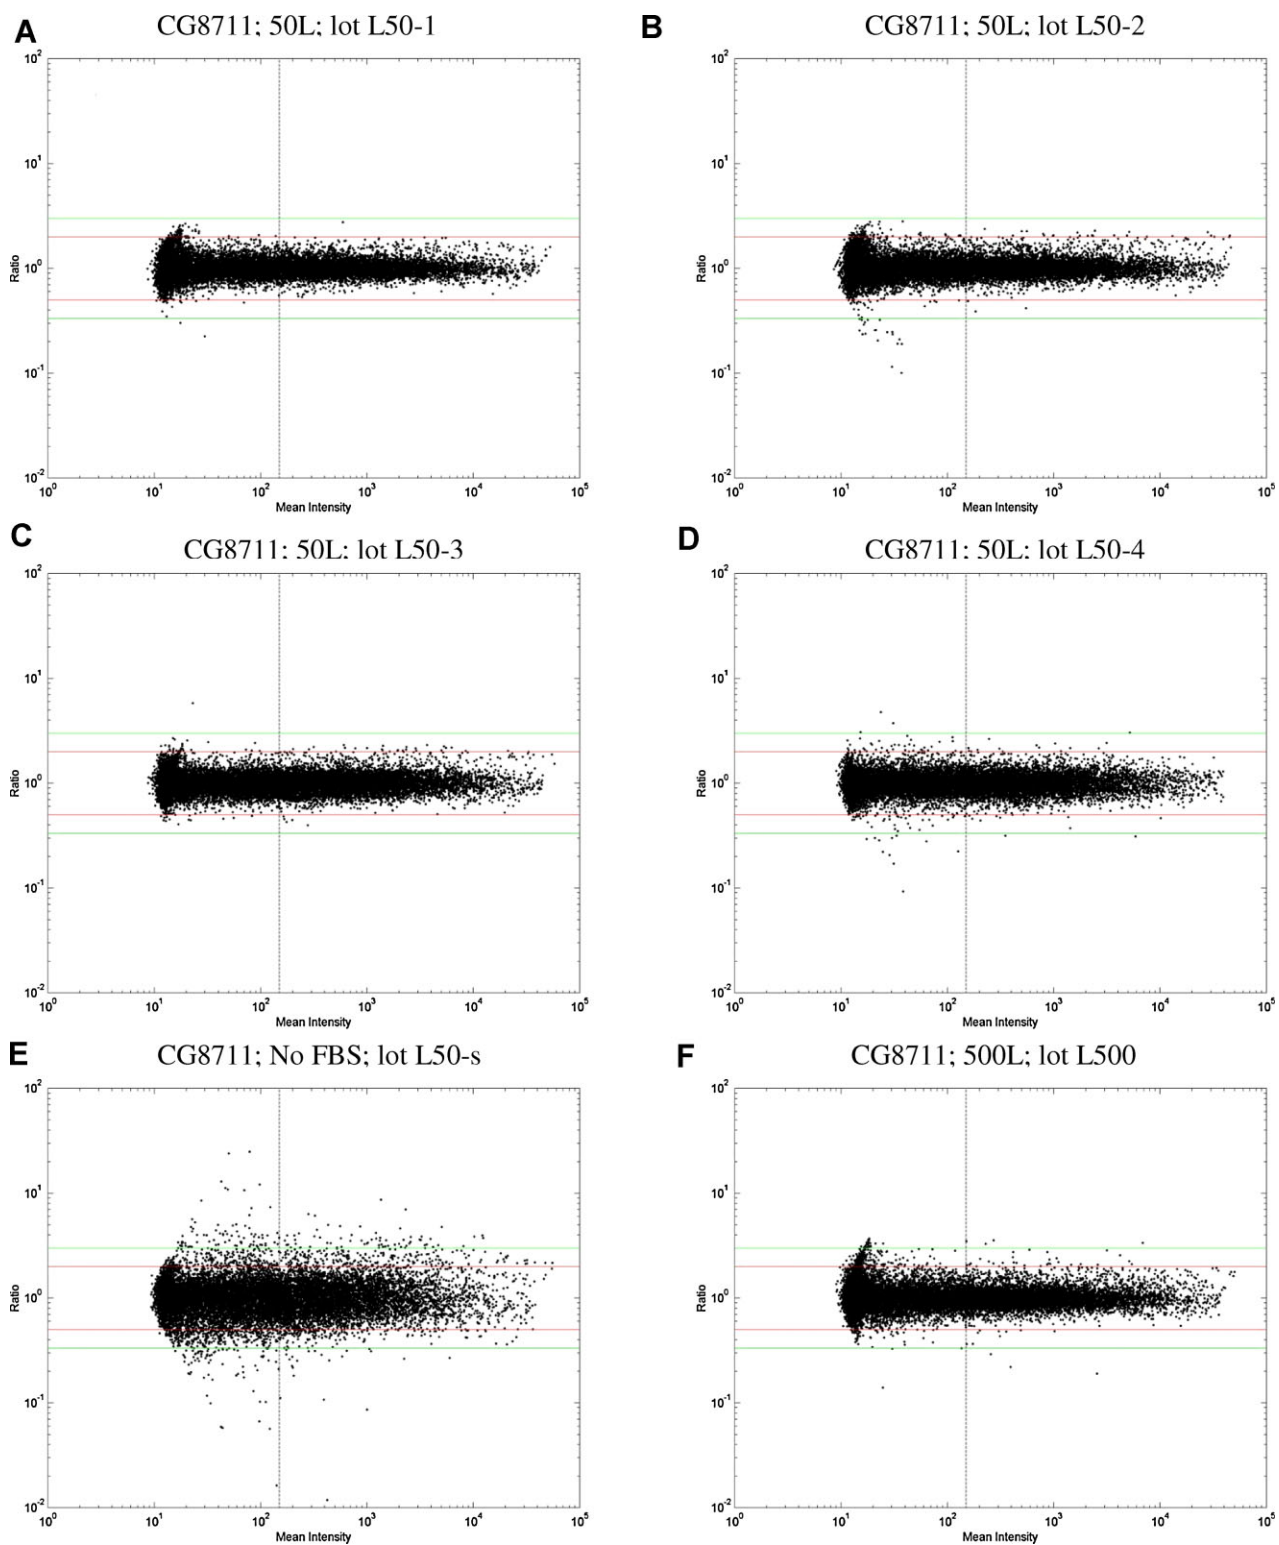 A CG8711; 50L; lot L50-1
10² 10¹ 10⁰ 10⁻¹ 10⁻²
Ratio
10⁰ 10¹ 10² 10³ 10⁴ 10⁵
Mean Intensity
B CG8711; 50L; lot L50-2
10² 10¹ 10⁰ 10⁻¹ 10⁻²
Ratio
10⁰ 10¹ 10² 10³ 10⁴ 10⁵
Mean Intensity
C CG8711; 50L; lot L50-3
10² 10¹ 10⁰ 10⁻¹ 10⁻²
Ratio
10⁰ 10¹ 10² 10³ 10⁴ 10⁵
Mean Intensity
D CG8711; 50L; lot L50-4
10² 10¹ 10⁰ 10⁻¹ 10⁻²
Ratio
10⁰ 10¹ 10² 10³ 10⁴ 10⁵
Mean Intensity
E CG8711; No FBS; lot L50-s
10² 10¹ 10⁰ 10⁻¹ 10⁻²
Ratio
10⁰ 10¹ 10² 10³ 10⁴ 10⁵
Mean Intensity
F CG8711; 500L; lot L500
10² 10¹ 10⁰ 10⁻¹ 10⁻²
Ratio
10⁰ 10¹ 10² 10³ 10⁴ 10⁵
Mean Intensity